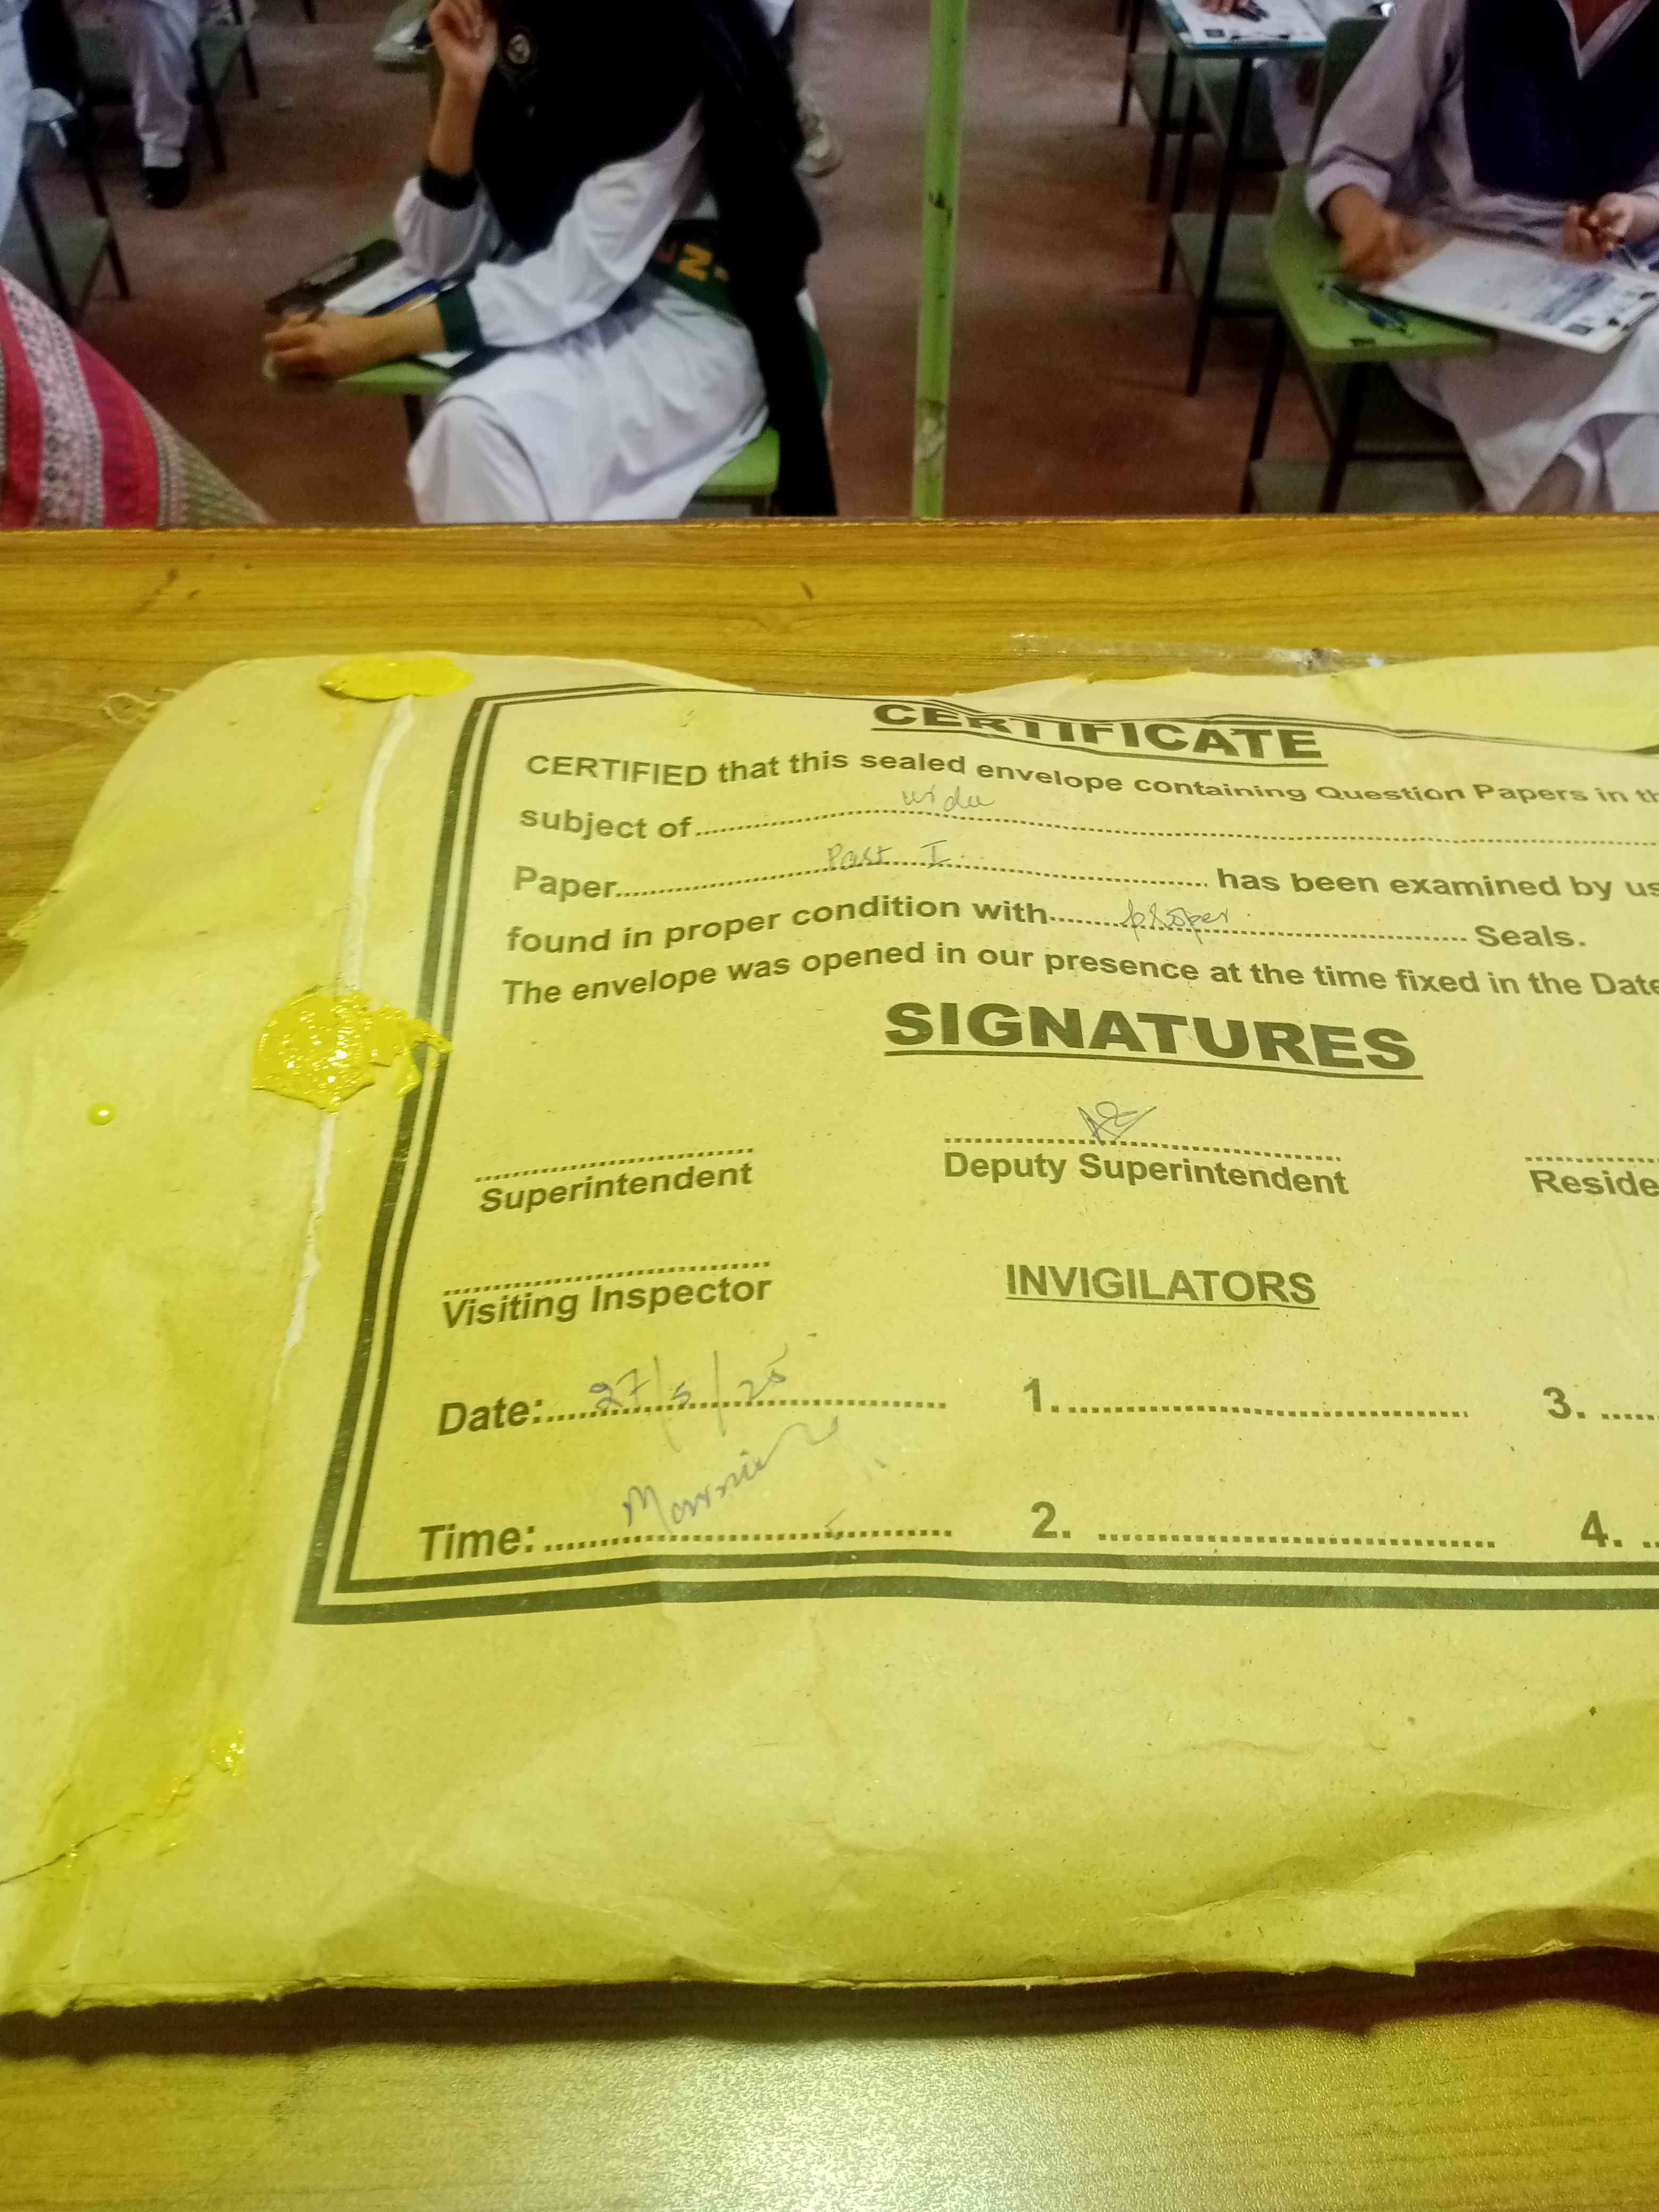 CERTIFICATE
CERTIFIED that this sealed envelope containing Question Papers in th
subject of urdu
Paper Part I has been examined by us
found in proper condition with proper Seals.
The envelope was opened in our presence at the time fixed in the Date
SIGNATURES
Superintendent Deputy Superintendent Reside
Visiting Inspector INVIGILATORS
Date: 27/5/25 1. 3.
Time: Morning 2. 4.